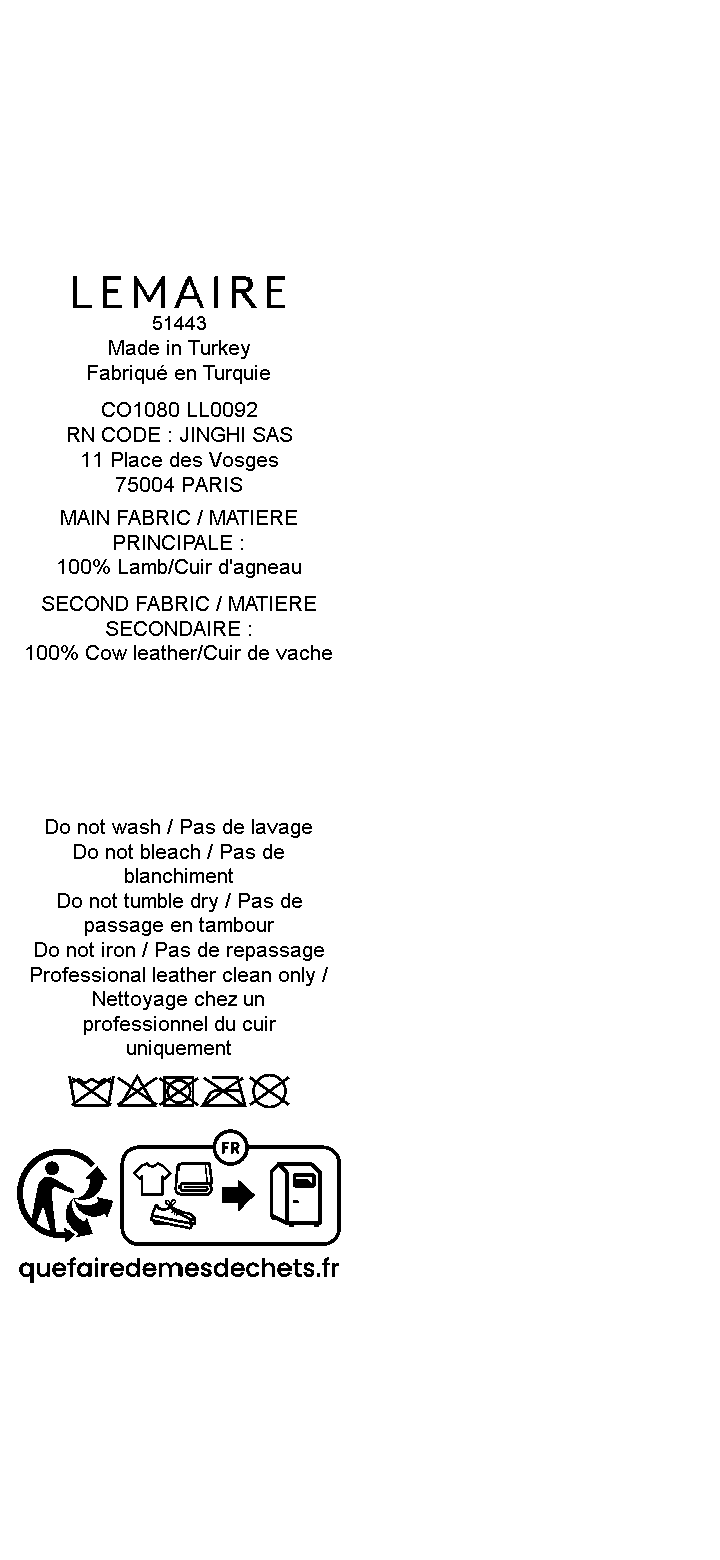 LEMAIRE
51443
Made in Turkey
Fabriqué en Turquie
CO1080 LL0092
RN CODE : JINGHI SAS
11 Place des Vosges
75004 PARIS
MAIN FABRIC / MATIERE
PRINCIPALE :
100% Lamb/Cuir d'agneau
SECOND FABRIC / MATIERE
SECONDAIRE :
100% Cow leather/Cuir de vache
Do not wash / Pas de lavage
Do not bleach / Pas de
blanchiment
Do not tumble dry / Pas de
passage en tambour
Do not iron / Pas de repassage
Professional leather clean only /
Nettoyage chez un
professionnel du cuir
uniquement
FR
quefairedemesdechets.fr